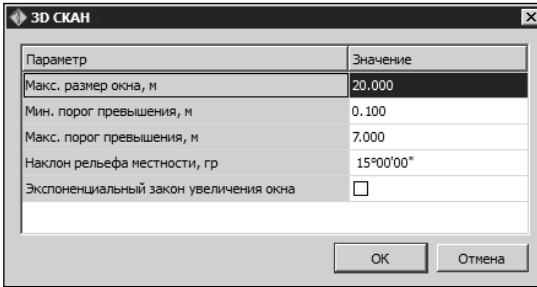 3D СКАН
Параметр Значение
Макс. размер окна, м 20.000
Мин. порог превышения, м 0.100
Макс. порог превышения, м 7.000
Наклон рельефа местности, гр 15°00'00"
Экспоненциальный закон увеличения окна
ОК Отмена